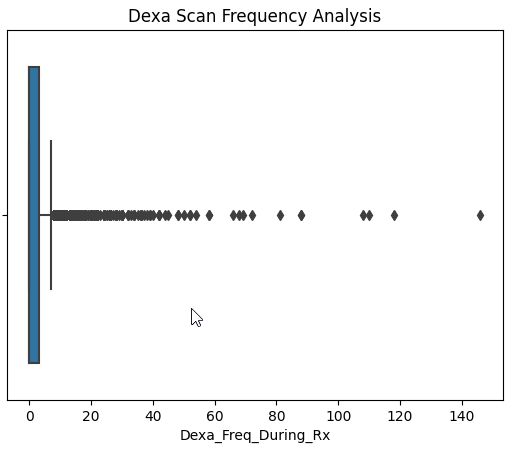 Dexa Scan Frequency Analysis
0 20 40 60 80 100 120 140
Dexa_Freq_During_Rx